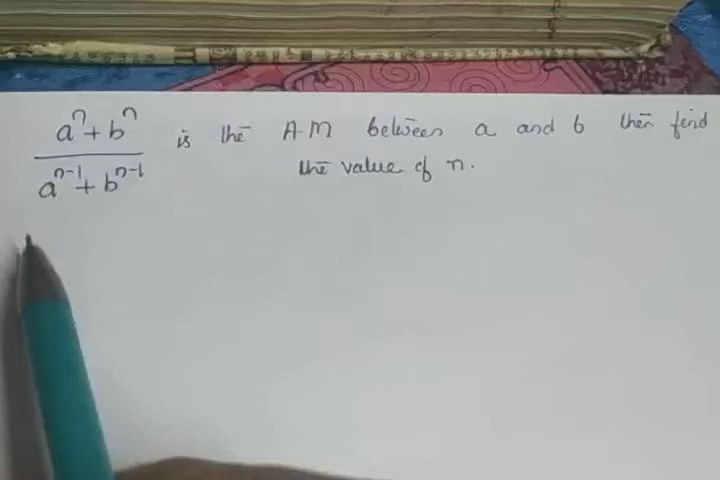 aⁿ + bⁿ / aⁿ⁻¹ + bⁿ⁻¹ is the A.M between a and b then find
the value of n.